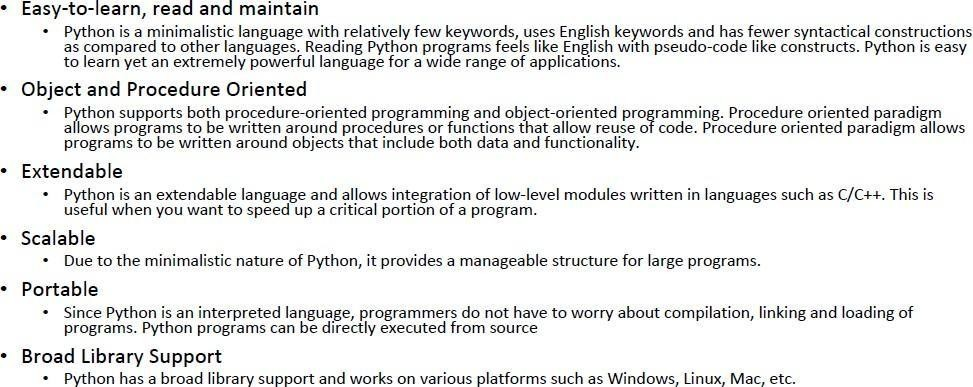 • Easy-to-learn, read and maintain
• Python is a minimalistic language with relatively few keywords, uses English keywords and has fewer syntactical constructions
as compared to other languages. Reading Python programs feels like English with pseudo-code like constructs. Python is easy
to learn yet an extremely powerful language for a wide range of applications.
• Object and Procedure Oriented
• Python supports both procedure-oriented programming and object-oriented programming. Procedure oriented paradigm
allows programs to be written around procedures or functions that allow reuse of code. Procedure oriented paradigm allows
programs to be written around objects that include both data and functionality.
• Extendable
• Python is an extendable language and allows integration of low-level modules written in languages such as C/C++. This is
useful when you want to speed up a critical portion of a program.
• Scalable
• Due to the minimalistic nature of Python, it provides a manageable structure for large programs.
• Portable
• Since Python is an interpreted language, programmers do not have to worry about compilation, linking and loading of
programs. Python programs can be directly executed from source
• Broad Library Support
• Python has a broad library support and works on various platforms such as Windows, Linux, Mac, etc.